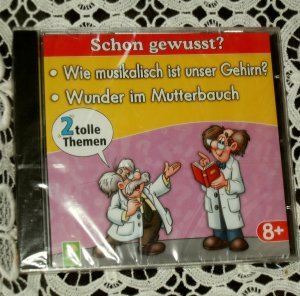 Schon gewusst?
• Wie musikalisch ist unser Gehirn?
• Wunder im Mutterbauch
2 tolle
Themen
8+